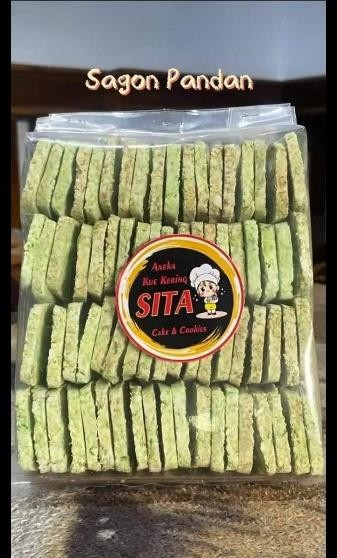 Sagon Pandan
Aneka
Kue Kering
SITA
Cake & Cookies